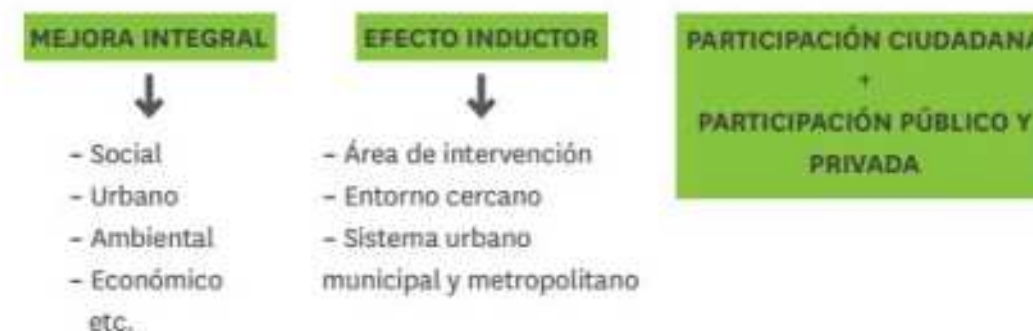 MEJORA INTEGRAL
- Social
- Urbano
- Ambiental
- Económico
etc.
EFECTO INDUCTOR
- Área de intervención
- Entorno cercano
- Sistema urbano
municipal y metropolitano
PARTICIPACIÓN CIUDADANA
+
PARTICIPACIÓN PÚBLICO Y
PRIVADA